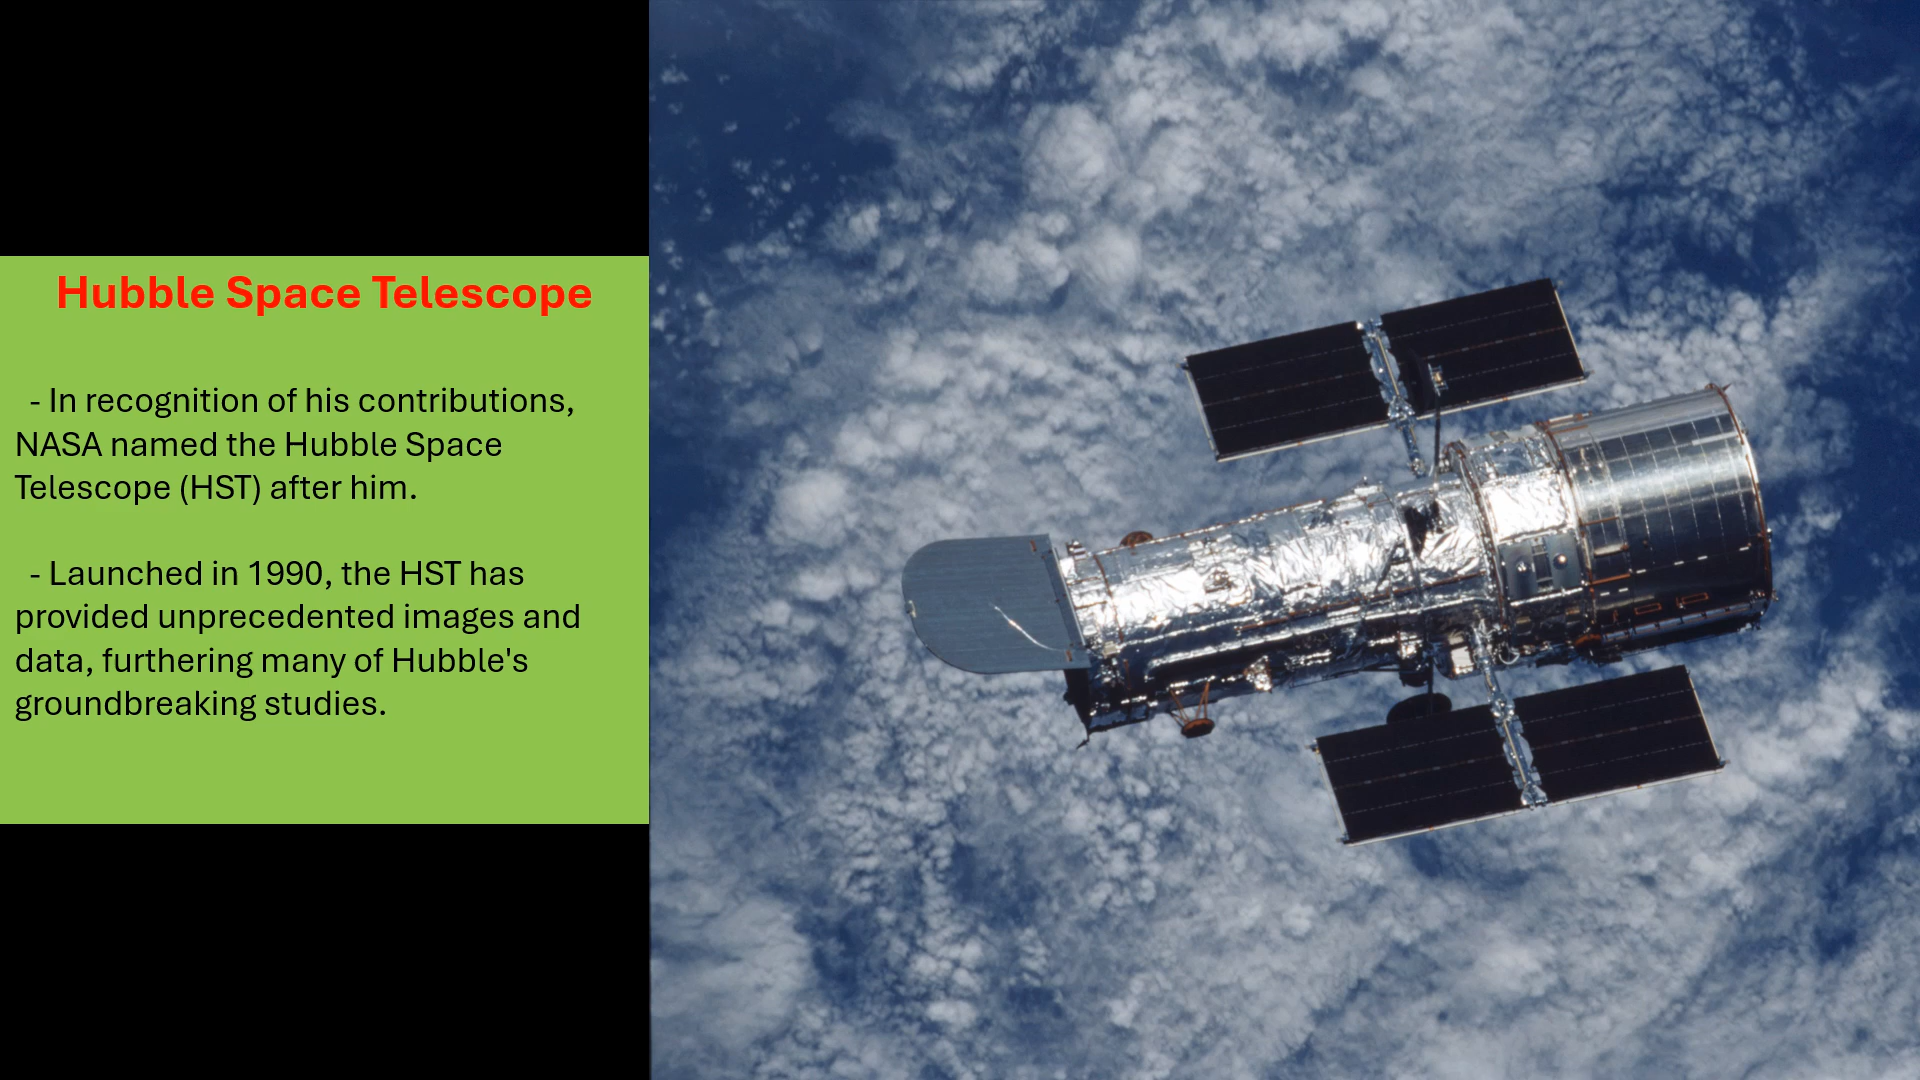 Hubble Space Telescope
- In recognition of his contributions,
NASA named the Hubble Space
Telescope (HST) after him.
- Launched in 1990, the HST has
provided unprecedented images and
data, furthering many of Hubble's
groundbreaking studies.